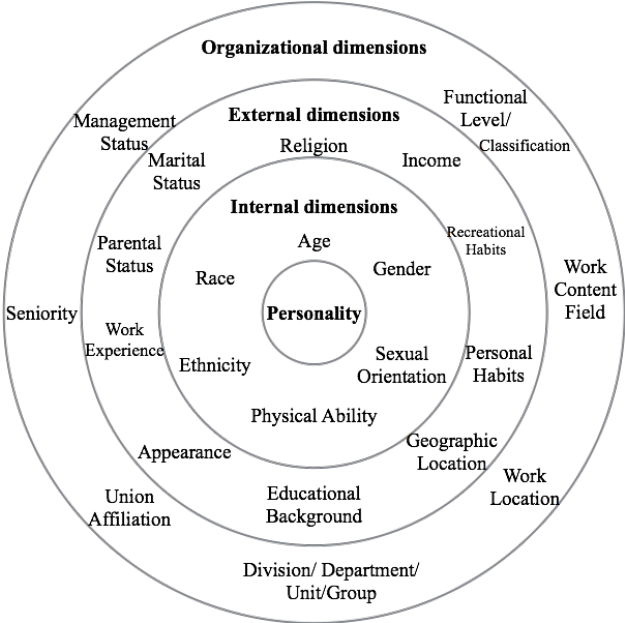 Organizational dimensions
Functional
Level/
Classification
Management
Status
External dimensions
Religion
Marital
Status
Income
Internal dimensions
Recreational
Habits
Age
Parental
Status
Race
Gender
Work
Content
Field
Seniority
Personality
Work
Experience
Ethnicity
Sexual
Orientation
Personal
Habits
Physical Ability
Appearance
Geographic
Location
Work
Location
Union
Affiliation
Educational
Background
Division/ Department/
Unit/Group